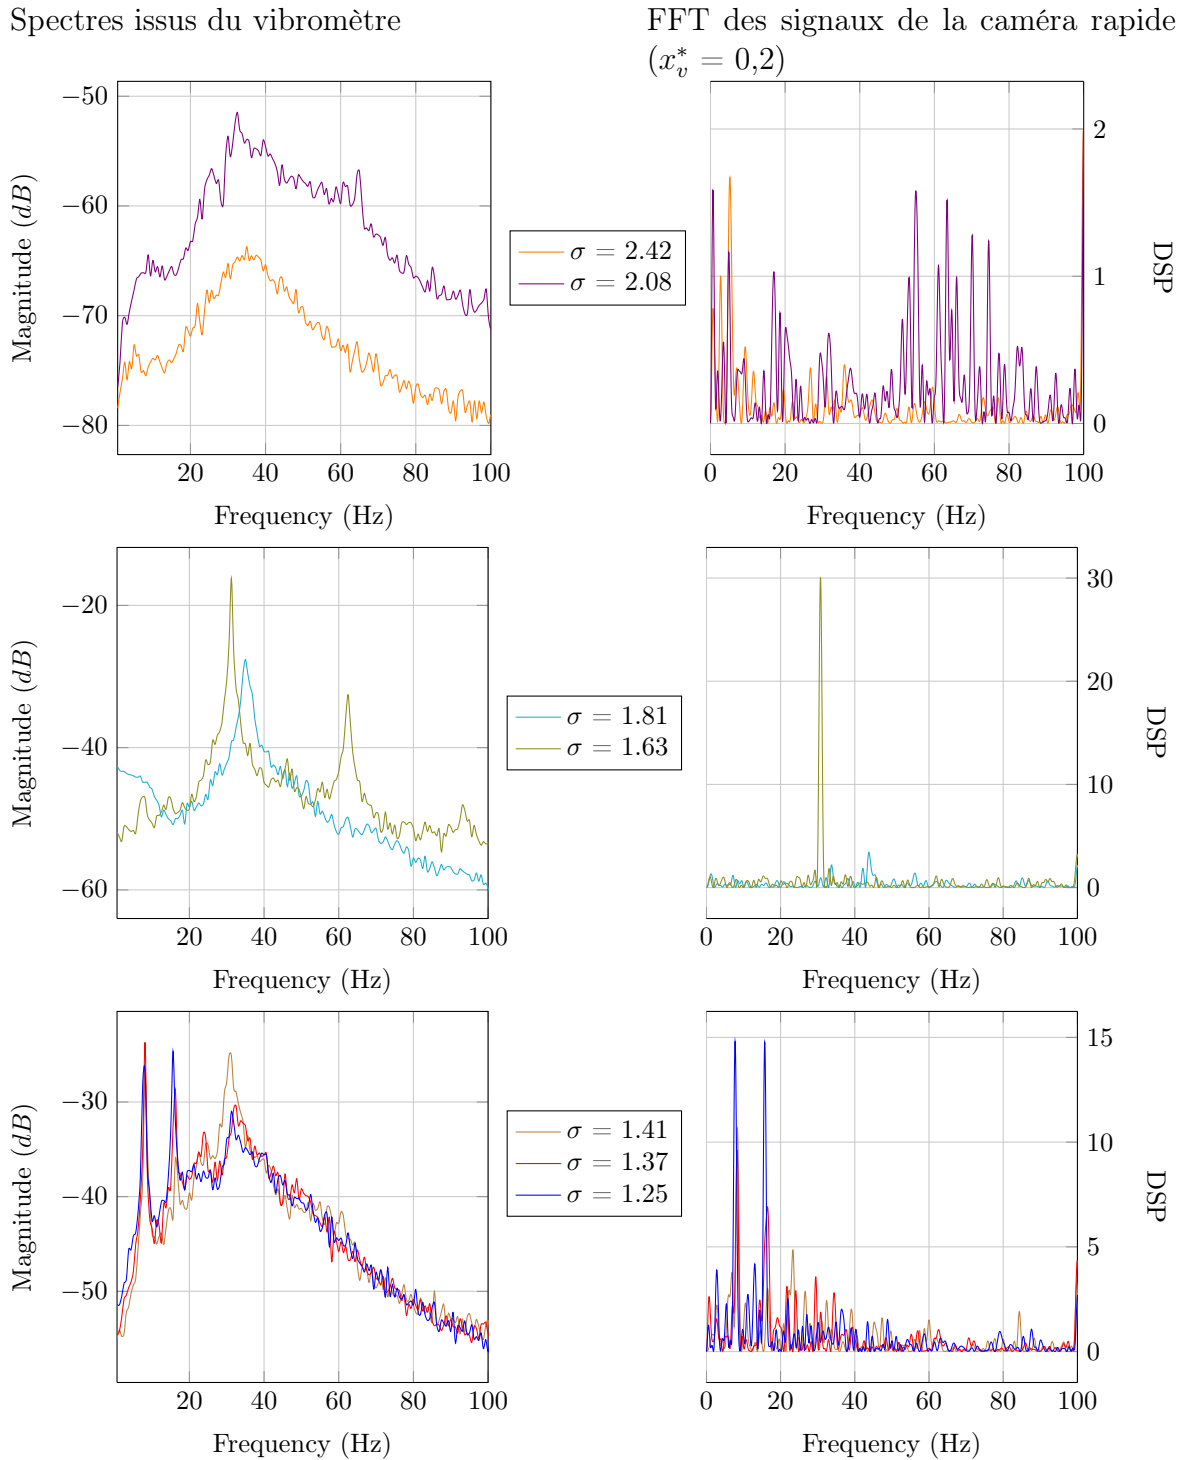 Spectres issus du vibromètre
FFT des signaux de la caméra rapide
(x*v = 0,2)
−50
−60
−70
−80
20 40 60 80 100
Frequency (Hz)
Magnitude (dB)
σ = 2.42
σ = 2.08
2
1
0
0 20 40 60 80 100
Frequency (Hz)
DSP
−20
−40
−60
20 40 60 80 100
Frequency (Hz)
Magnitude (dB)
σ = 1.81
σ = 1.63
30
20
10
0
0 20 40 60 80 100
Frequency (Hz)
DSP
−30
−40
−50
20 40 60 80 100
Frequency (Hz)
Magnitude (dB)
σ = 1.41
σ = 1.37
σ = 1.25
15
10
5
0
0 20 40 60 80 100
Frequency (Hz)
DSP